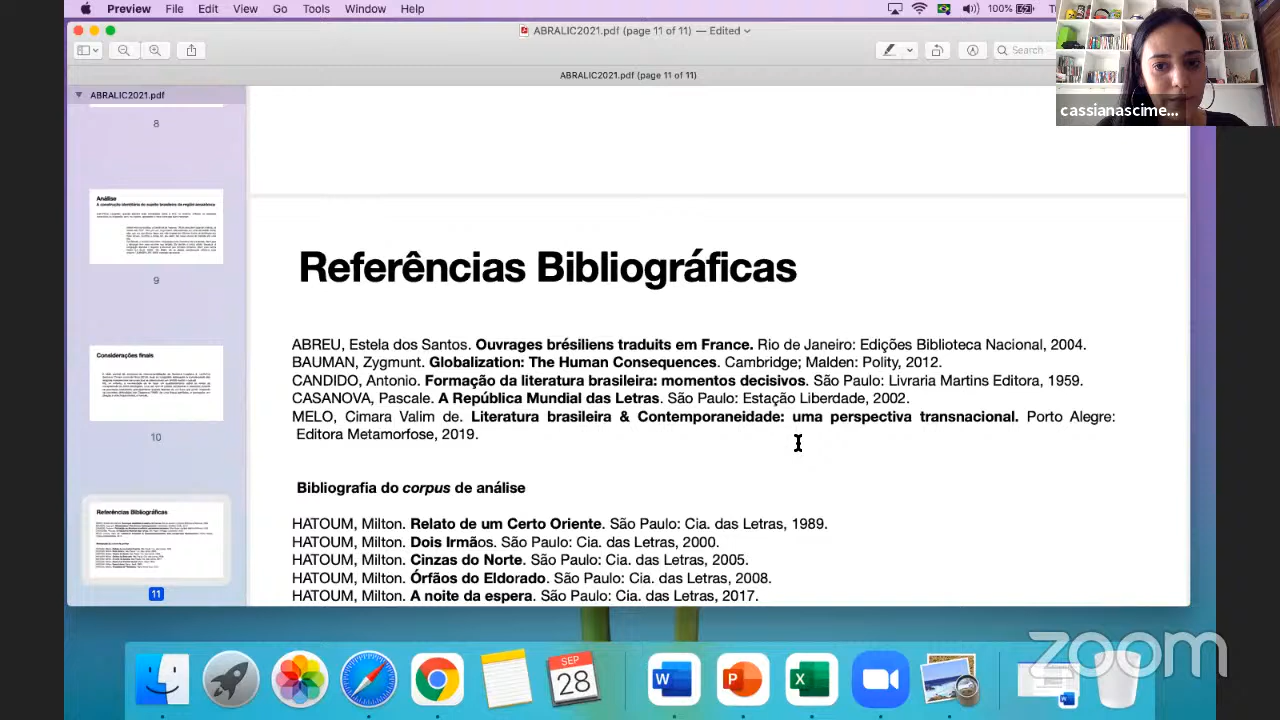 Preview File Edit View Go Tools Window Help
100%
ABRALIC2021.pdf (page 11 of 11) — Edited
Search
ABRALIC2021.pdf (page 11 of 11)
cassianascime...
ABRALIC2021.pdf
8
Análise
9
Considerações finais
10
Referências Bibliográficas
11
Referências Bibliográficas
ABREU, Estela dos Santos. Ouvrages brésiliens traduits em France. Rio de Janeiro: Edições Biblioteca Nacional, 2004.
BAUMAN, Zygmunt. Globalization: The Human Consequences. Cambridge; Malden: Polity, 2012.
CANDIDO, Antonio. Formação da literatura brasileira: momentos decisivos. São Paulo: Livraria Martins Editora, 1959.
CASANOVA, Pascale. A República Mundial das Letras. São Paulo: Estação Liberdade, 2002.
MELO, Cimara Valim de. Literatura brasileira & Contemporaneidade: uma perspectiva transnacional. Porto Alegre:
Editora Metamorfose, 2019.
Bibliografia do corpus de análise
HATOUM, Milton. Relato de um Certo Oriente. São Paulo: Cia. das Letras, 1989.
HATOUM, Milton. Dois Irmãos. São Paulo: Cia. das Letras, 2000.
HATOUM, Milton. Cinzas do Norte. São Paulo: Cia. das Letras, 2005.
HATOUM, Milton. Órfãos do Eldorado. São Paulo: Cia. das Letras, 2008.
HATOUM, Milton. A noite da espera. São Paulo: Cia. das Letras, 2017.
SEP
28
W
P
X
W
zoom